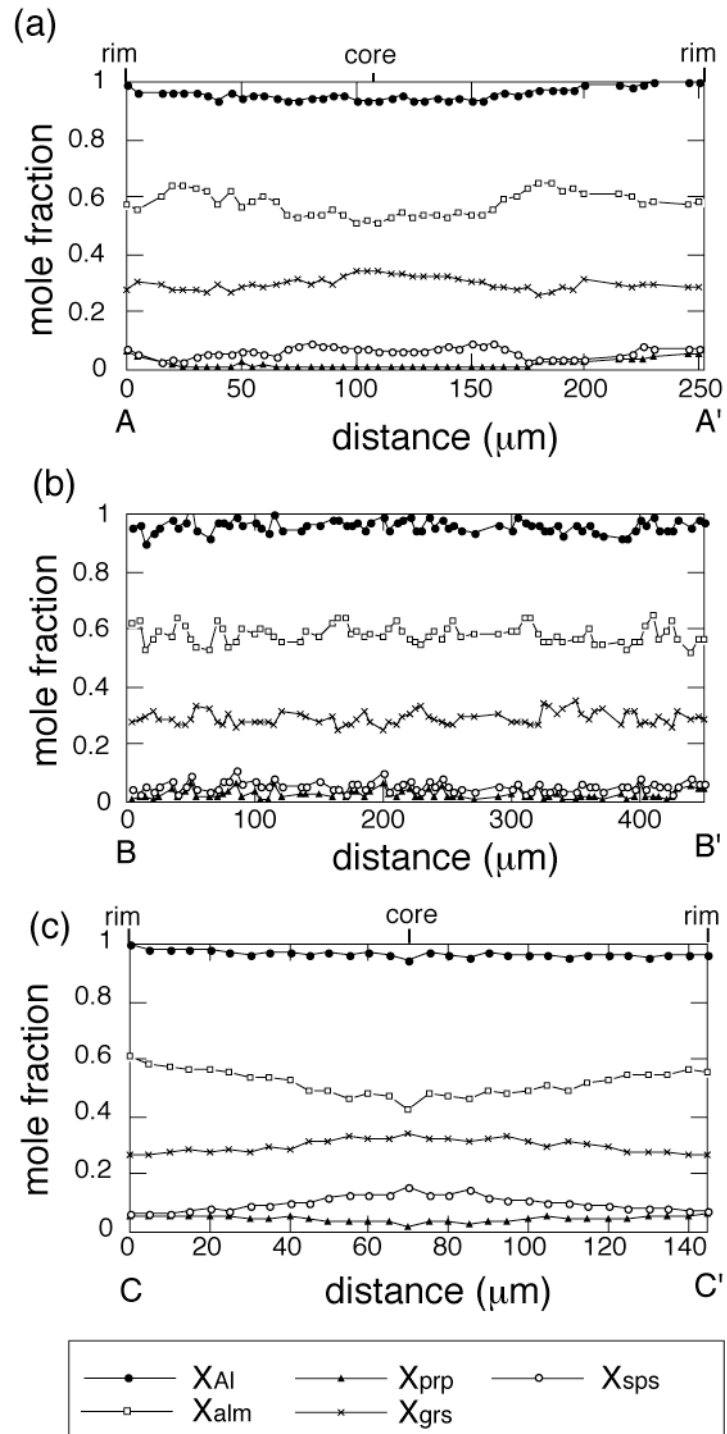 (a)
rim core rim
1
0.8
0.6
0.4
0.2
0
mole fraction
0 50 100 150 200 250
A distance (μm) A'
(b)
1
0.8
0.6
0.4
0.2
0
mole fraction
0 100 200 300 400
B distance (μm) B'
(c)
rim core rim
1
0.8
0.6
0.4
0.2
0
mole fraction
0 20 40 60 80 100 120 140
C distance (μm) C'
XAl Xprp Xsps
Xalm Xgrs